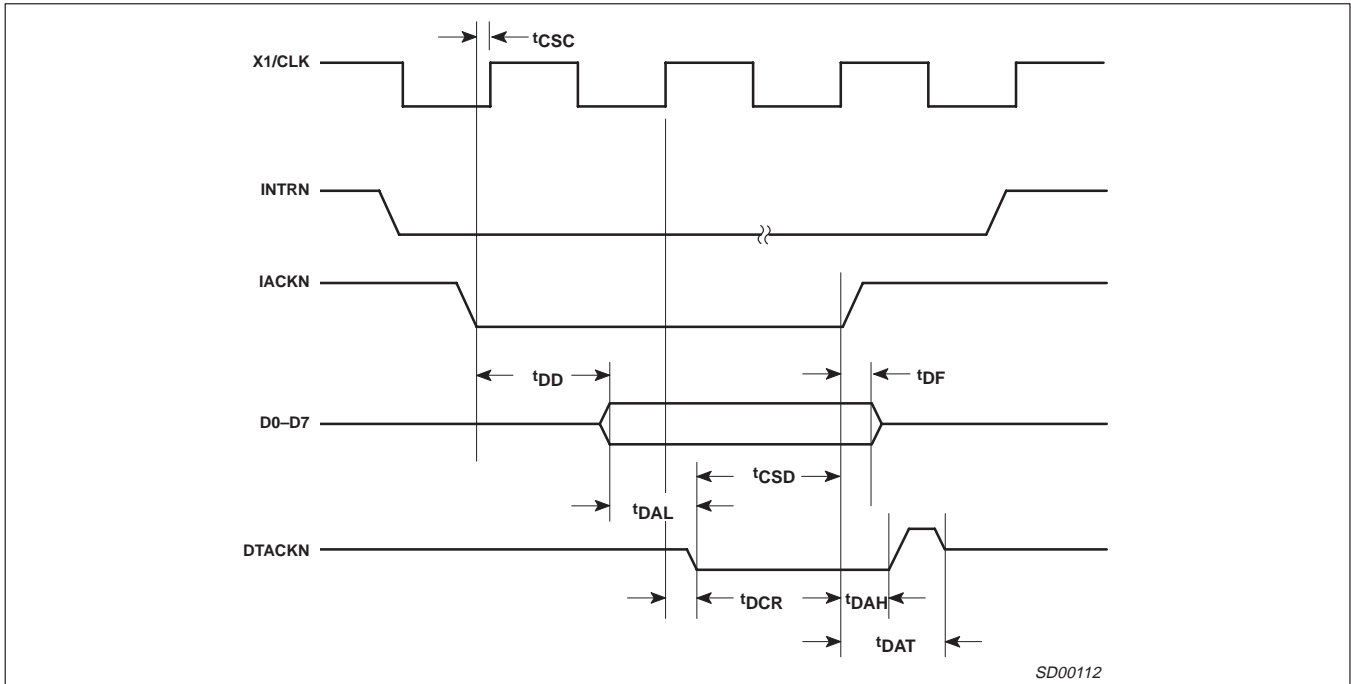 tCSC
X1/CLK
INTRN
IACKN
tDD
tDF
D0–D7
tCSD
tDAL
DTACKN
tDCR
tDAH
tDAT
SD00112